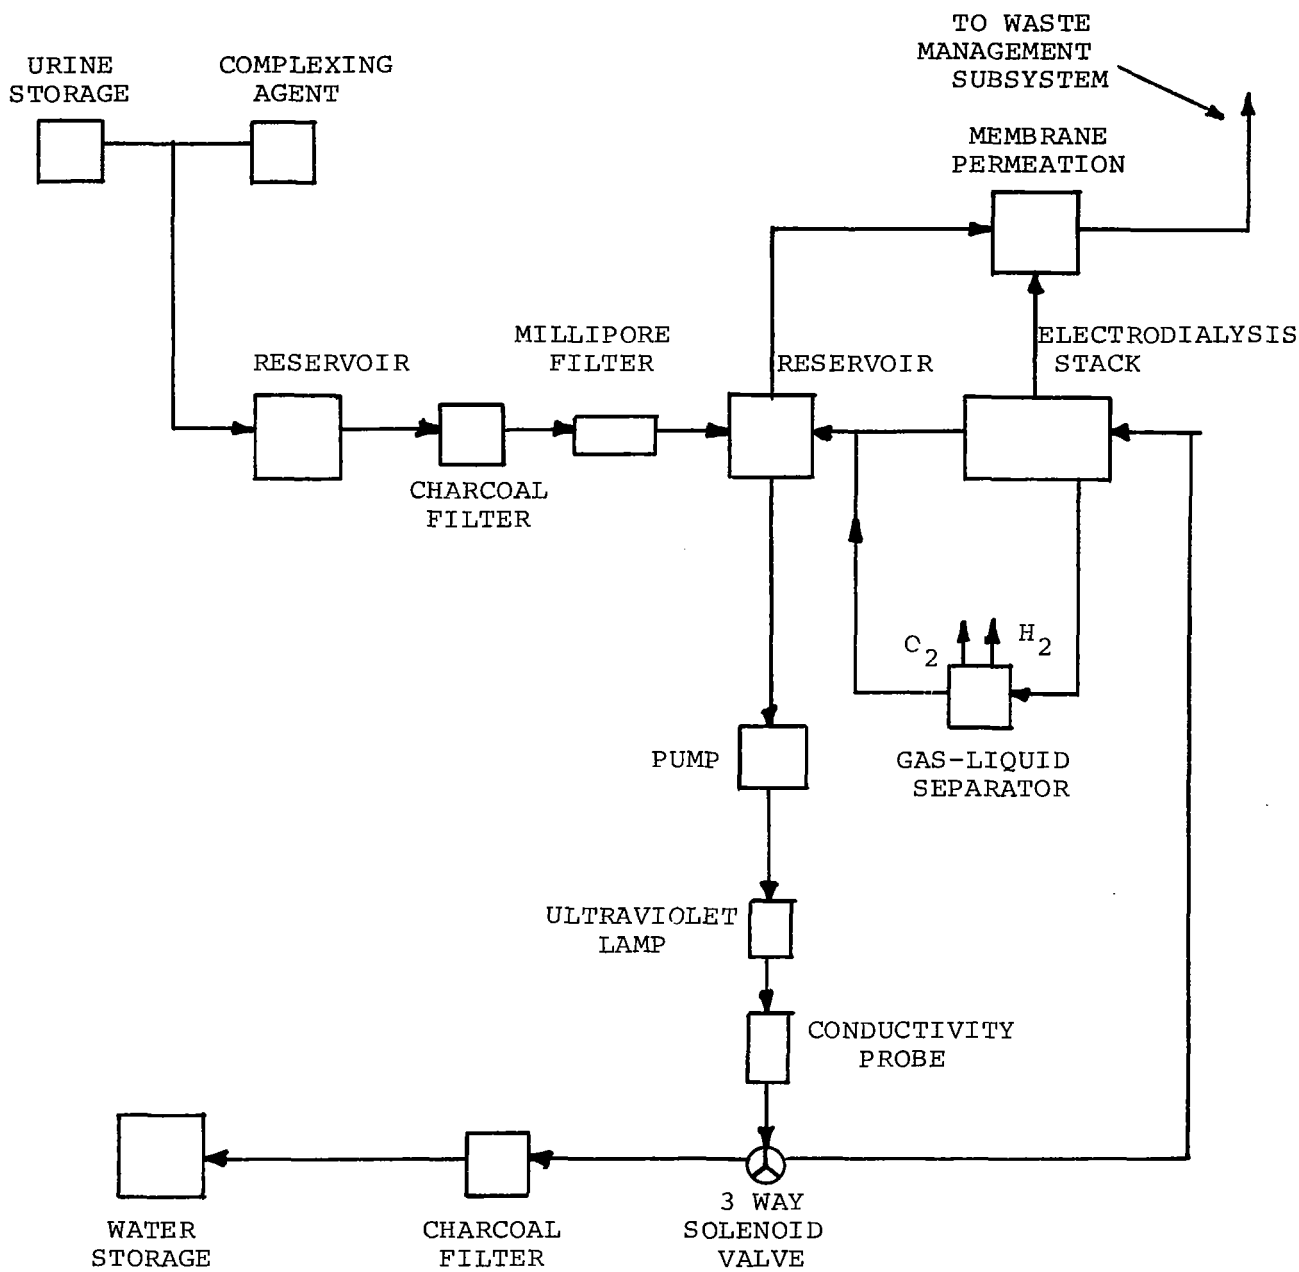 TO WASTE
MANAGEMENT
SUBSYSTEM
URINE
STORAGE
COMPLEXING
AGENT
MEMBRANE
PERMEATION
MILLIPORE
FILTER
RESERVOIR
RESERVOIR
ELECTRODIALYSIS
STACK
CHARCOAL
FILTER
O2
H2
PUMP
GAS-LIQUID
SEPARATOR
ULTRAVIOLET
LAMP
CONDUCTIVITY
PROBE
3 WAY
SOLENOID
VALVE
WATER
STORAGE
CHARCOAL
FILTER